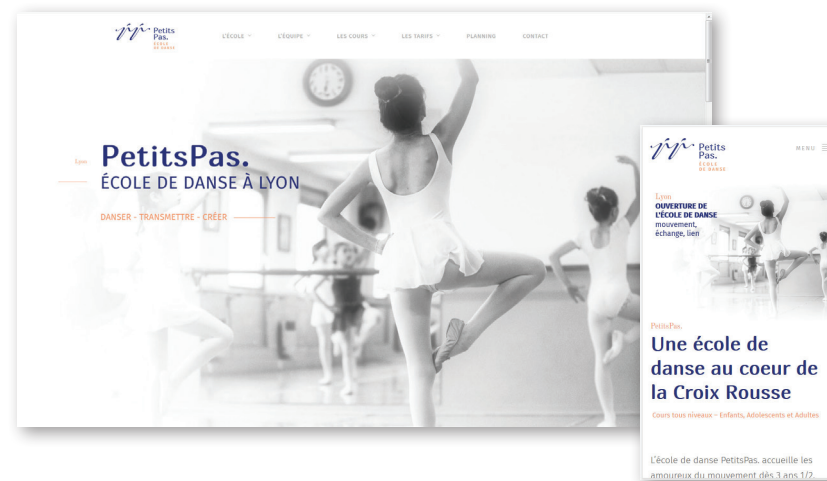 Petits
Pas.
ÉCOLE
DE DANSE
L'ÉCOLE
L'ÉQUIPE
LES COURS
LES TARIFS
PLANNING
CONTACT
Lyon
PetitsPas.
ÉCOLE DE DANSE À LYON
DANSER - TRANSMETTRE - CRÉER
Petits
Pas.
ÉCOLE
DE DANSE
MENU
Lyon
OUVERTURE DE
L'ÉCOLE DE DANSE
mouvement,
échange, lien
PetitsPas.
Une école de
danse au coeur de
la Croix Rousse
Cours tous niveaux – Enfants, Adolescents et Adultes
L'école de danse PetitsPas. accueille les
amoureux du mouvement dès 3 ans 1/2.